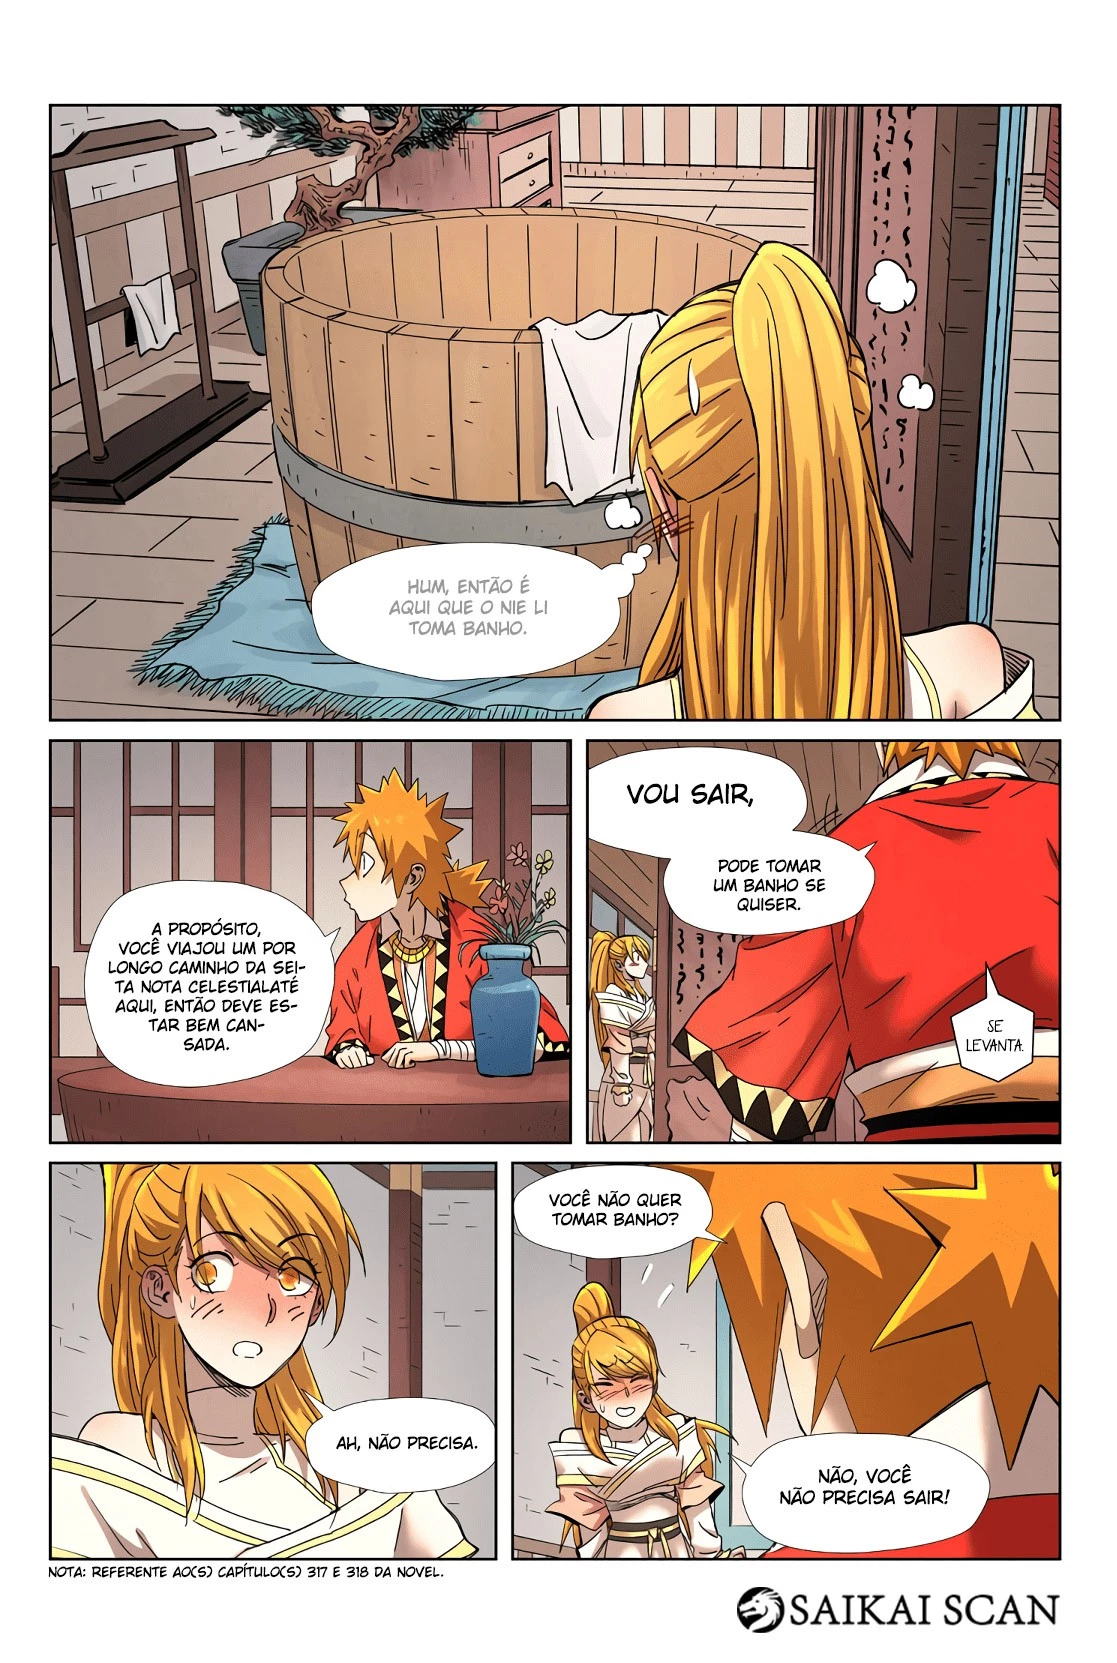 HUM, ENTÃO É
AQUI QUE O NIE LI
TOMA BANHO.
A PROPÓSITO,
VOCÊ VIAJOU UM POR
LONGO CAMINHO DA SEI-
TA NOTA CELESTIALATÉ
AQUI, ENTÃO DEVE ES-
TAR BEM CAN-
SADA.
VOU SAIR,
PODE TOMAR
UM BANHO SE
QUISER.
SE
LEVANTA.
AH, NÃO PRECISA.
VOCÊ NÃO QUER
TOMAR BANHO?
NÃO, VOCÊ
NÃO PRECISA SAIR!
NOTA: REFERENTE AO(S) CAPÍTULO(S) 317 E 318 DA NOVEL.
SAIKAI SCAN